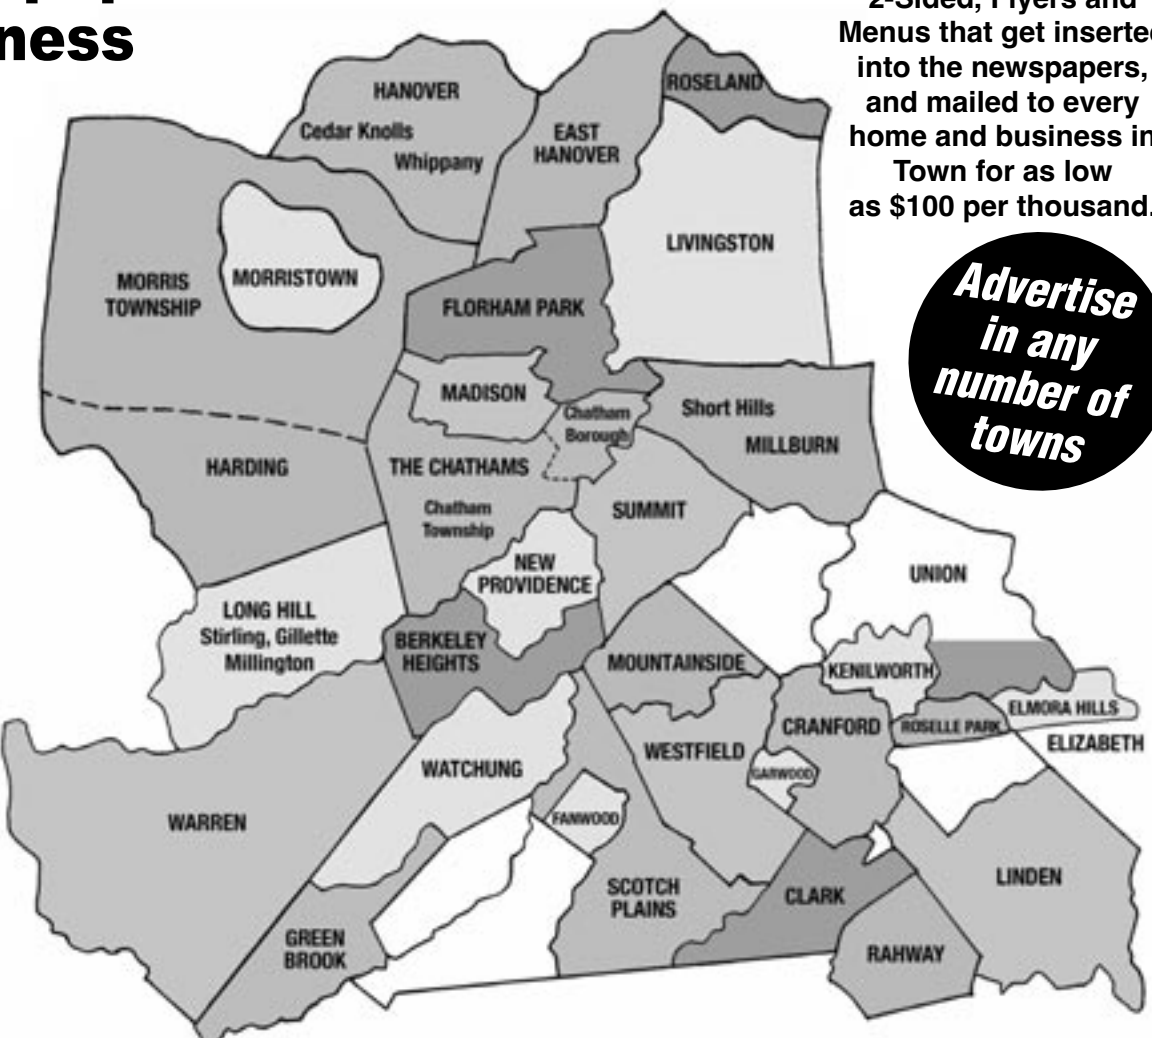 ness
Menus that get inserted
into the newspapers,
and mailed to every
home and business in
Town for as low
as $100 per thousand.
Advertise
in any
number of
towns
HANOVER
Cedar Knolls
Whippany
EAST
HANOVER
ROSELAND
LIVINGSTON
MORRIS
TOWNSHIP
MORRISTOWN
FLORHAM PARK
MADISON
Chatham
Borough
Short Hills
MILLBURN
HARDING
THE CHATHAMS
Chatham
Township
SUMMIT
NEW
PROVIDENCE
UNION
LONG HILL
Stirling, Gillette
Millington
BERKELEY
HEIGHTS
MOUNTAINSIDE
KENILWORTH
ELMORA HILLS
ROSELLE PARK
ELIZABETH
CRANFORD
WESTFIELD
GARWOOD
WATCHUNG
WARREN
FANWOOD
SCOTCH
PLAINS
CLARK
LINDEN
GREEN
BROOK
RAHWAY